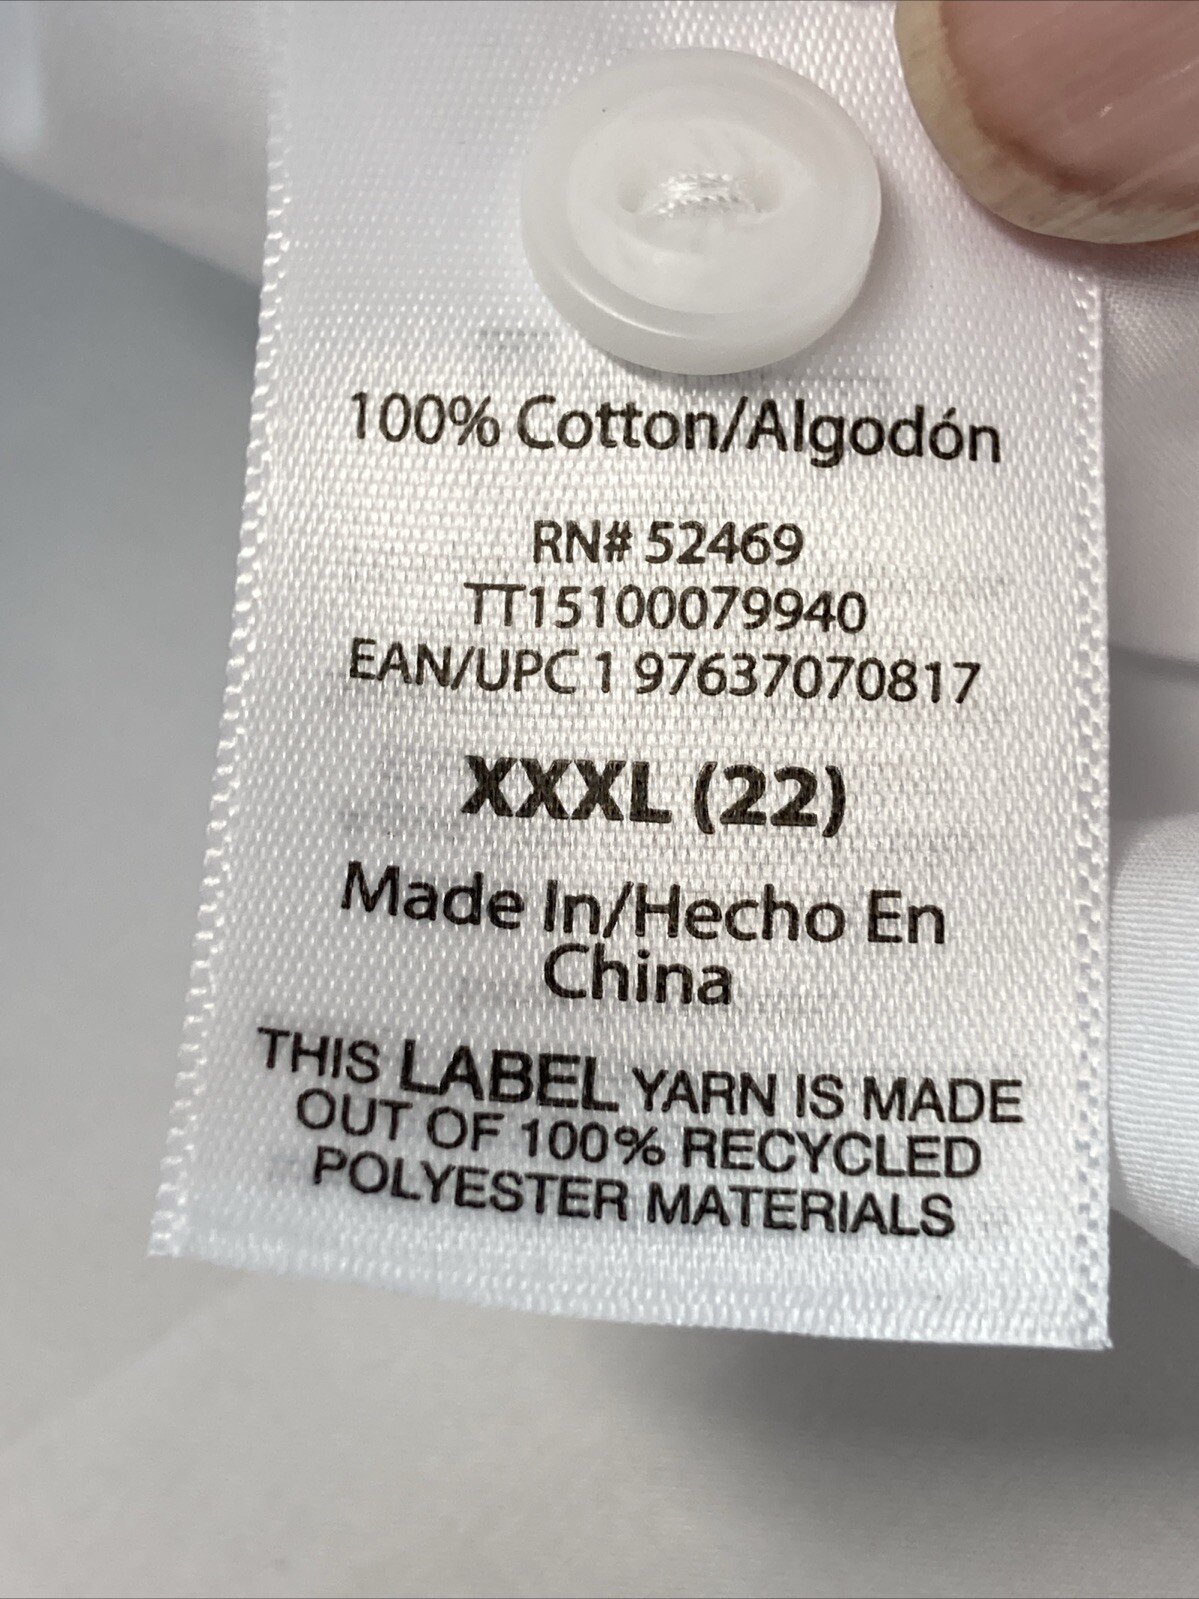 100% Cotton/Algodón
RN# 52469
TT15100079940
EAN/UPC 1 97637070817
XXXL (22)
Made In/Hecho En
China
THIS LABEL YARN IS MADE
OUT OF 100% RECYCLED
POLYESTER MATERIALS